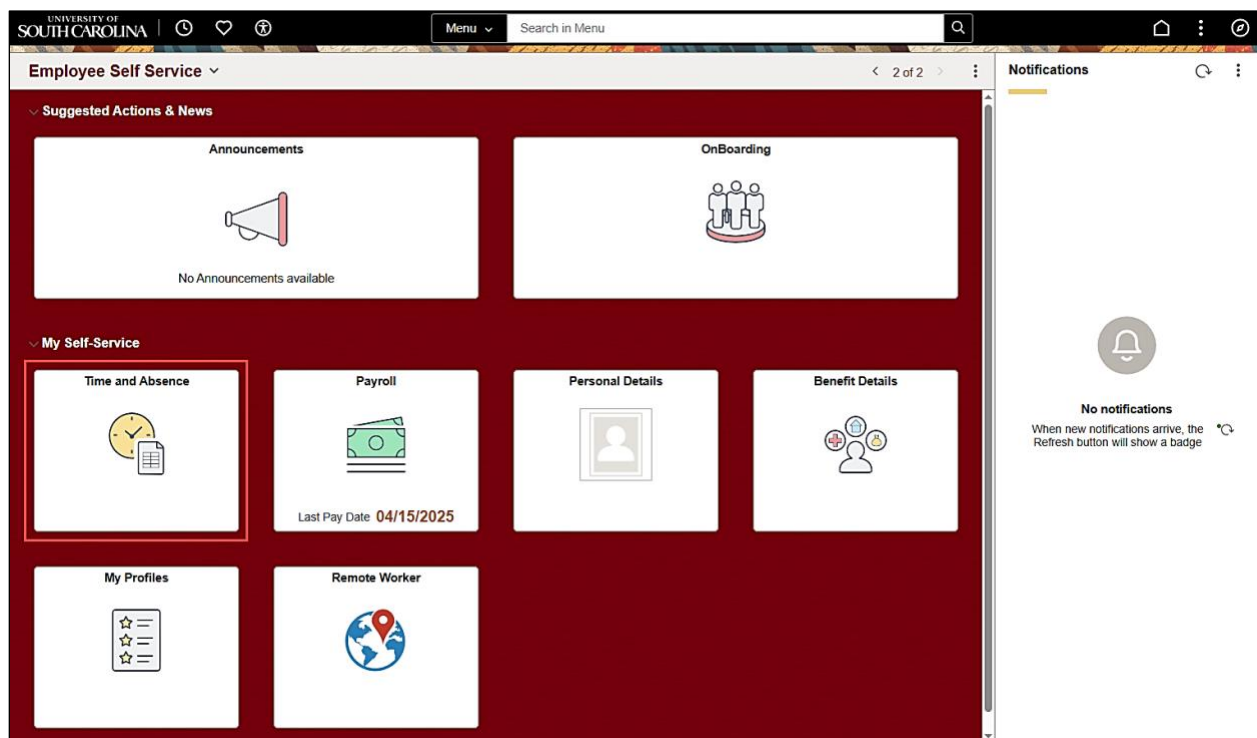 UNIVERSITY OF
SOUTH CAROLINA
Menu
Search in Menu
Employee Self Service
2 of 2
Notifications
Suggested Actions & News
Announcements
No Announcements available
OnBoarding
My Self-Service
Time and Absence
Payroll
Last Pay Date 04/15/2025
Personal Details
Benefit Details
My Profiles
Remote Worker
No notifications
When new notifications arrive, the
Refresh button will show a badge